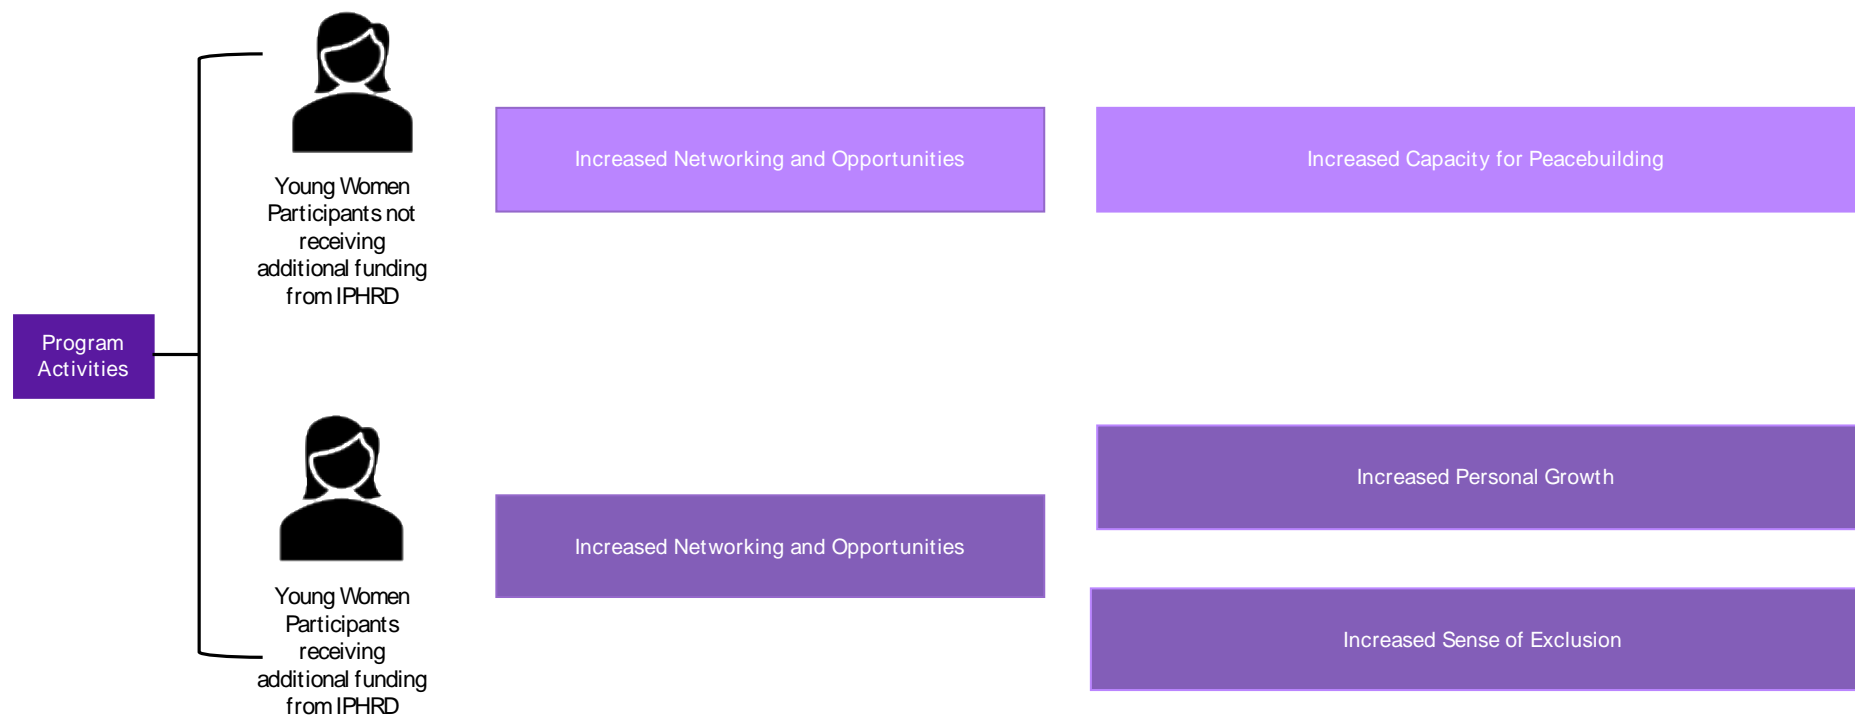 Young Women
Participants not
receiving
additional funding
from IPHRD
Increased Networking and Opportunities
Increased Capacity for Peacebuilding
Program
Activities
Increased Personal Growth
Increased Networking and Opportunities
Increased Sense of Exclusion
Young Women
Participants
receiving
additional funding
from IPHRD